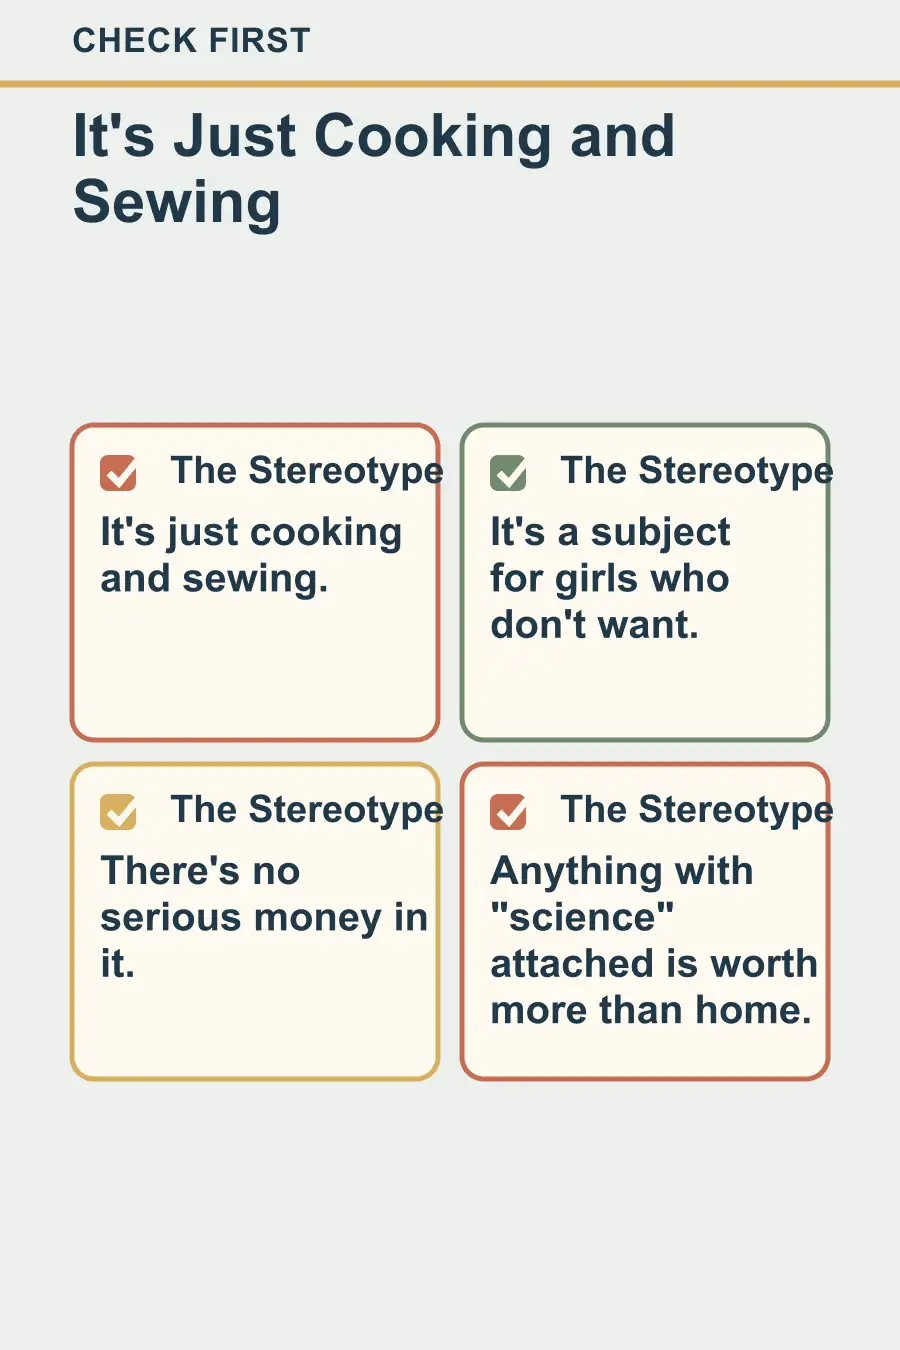 CHECK FIRST
It's Just Cooking and
Sewing
The Stereotype
It's just cooking
and sewing.
The Stereotype
It's a subject
for girls who
don't want.
The Stereotype
There's no
serious money in
it.
The Stereotype
Anything with
"science"
attached is worth
more than home.